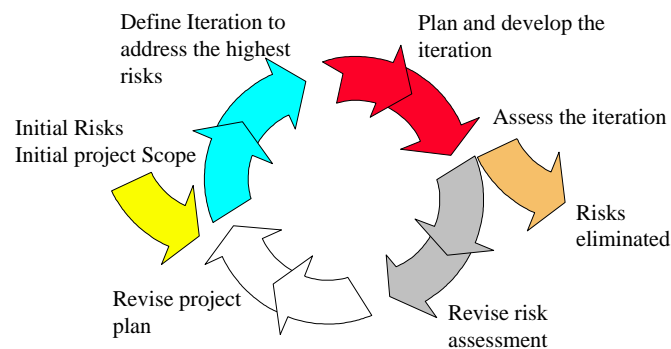 Define Iteration to
address the highest
risks
Plan and develop the
iteration
Initial Risks
Initial project Scope
Assess the iteration
Risks
eliminated
Revise project
plan
Revise risk
assessment